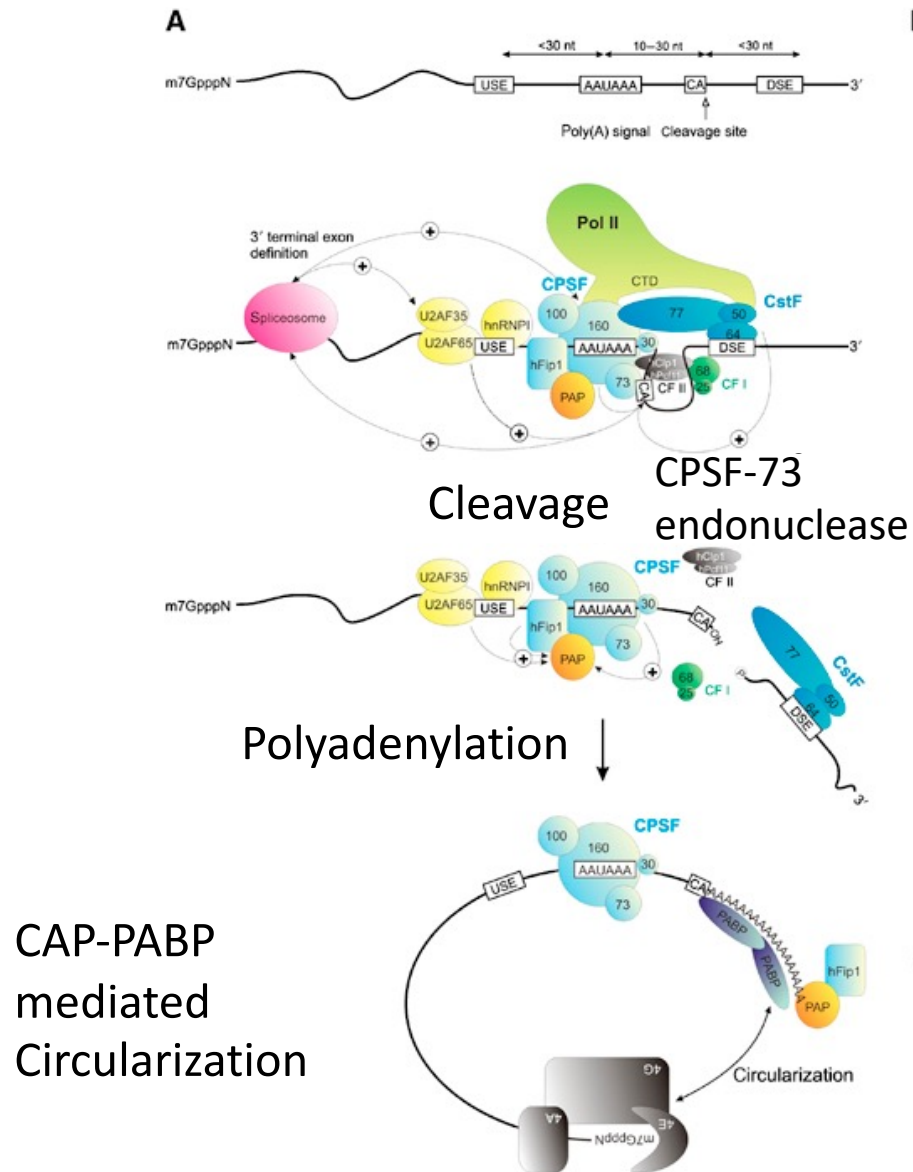 A
<30 nt 10–30 nt <30 nt
m7GpppN USE AAUAAA CA DSE 3′
Poly(A) signal Cleavage site
Pol II
3′ terminal exon
definition
+
+
CPSF CTD
CstF
Spliceosome
U2AF35 hnRNPI 100 160 77 50
64
m7GpppN U2AF65 USE AAUAAA 30 DSE 3′
hFip1 hClp1 68
hPcf11
PAP 73 CA CF II 25 CF I
+ + +
Cleavage
CPSF-73
endonuclease
U2AF35 hnRNPI 100 160 CPSF hClp1
hPcf11
CF II
m7GpppN U2AF65 USE AAUAAA 30 CA OH
hFip1 73
+ PAP + 68
25 CF I
77 CstF
P 64 50
DSE
3′
Polyadenylation
CPSF
100 160
AAUAAA 30
USE 73 CAAAAAAAAAAAAAAAAAA
PABP
PABP
hFip1
PAP
CAP-PABP
mediated
Circularization
Circularization
4G
4A 4E
m7GpppN